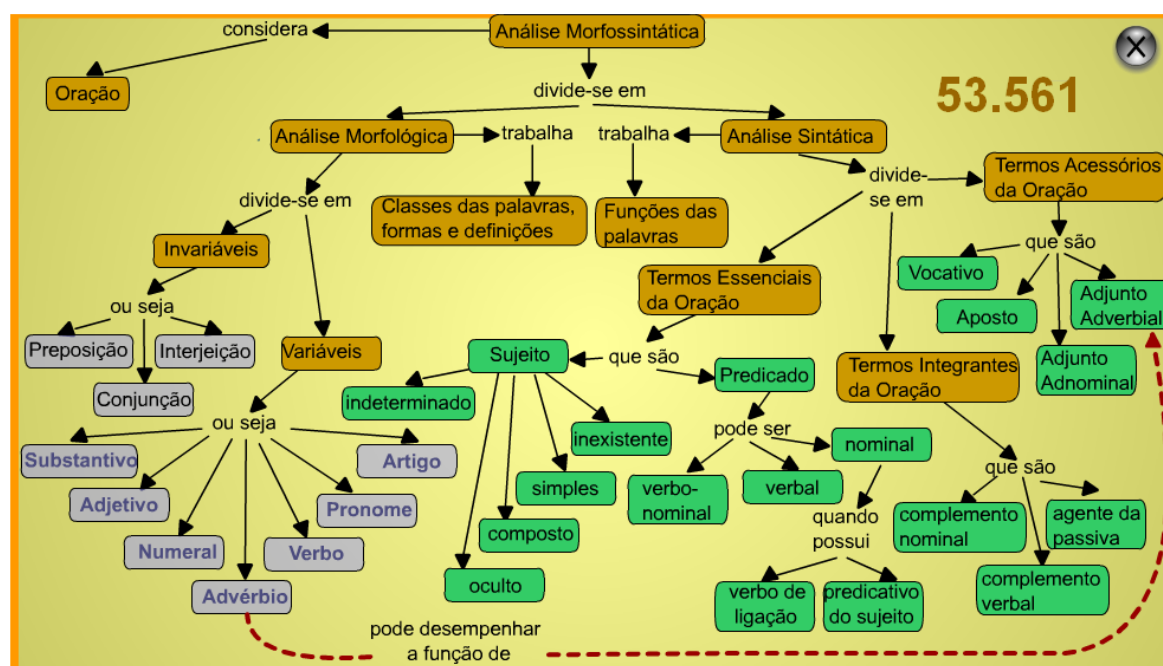 considera
Análise Morfossintática
X
Oração
divide-se em
53.561
Análise Morfológica
trabalha
trabalha
Análise Sintática
Termos Acessórios
da Oração
divide-
se em
divide-se em
Classes das palavras,
formas e definições
Funções das
palavras
que são
Invariáveis
Vocativo
Termos Essenciais
da Oração
Adjunto
Adverbial
Aposto
ou seja
Preposição
Interjeição
Variáveis
Conjunção
Sujeito
que são
Predicado
Termos Integrantes
da Oração
Adjunto
Adnominal
indeterminado
ou seja
pode ser
nominal
inexistente
Substantivo
Artigo
Adjetivo
Pronome
simples
verbo-
nominal
verbal
que são
quando
possui
complemento
nominal
agente da
passiva
Numeral
Verbo
composto
Advérbio
oculto
verbo de
ligação
predicativo
do sujeito
complemento
verbal
pode desempenhar
a função de